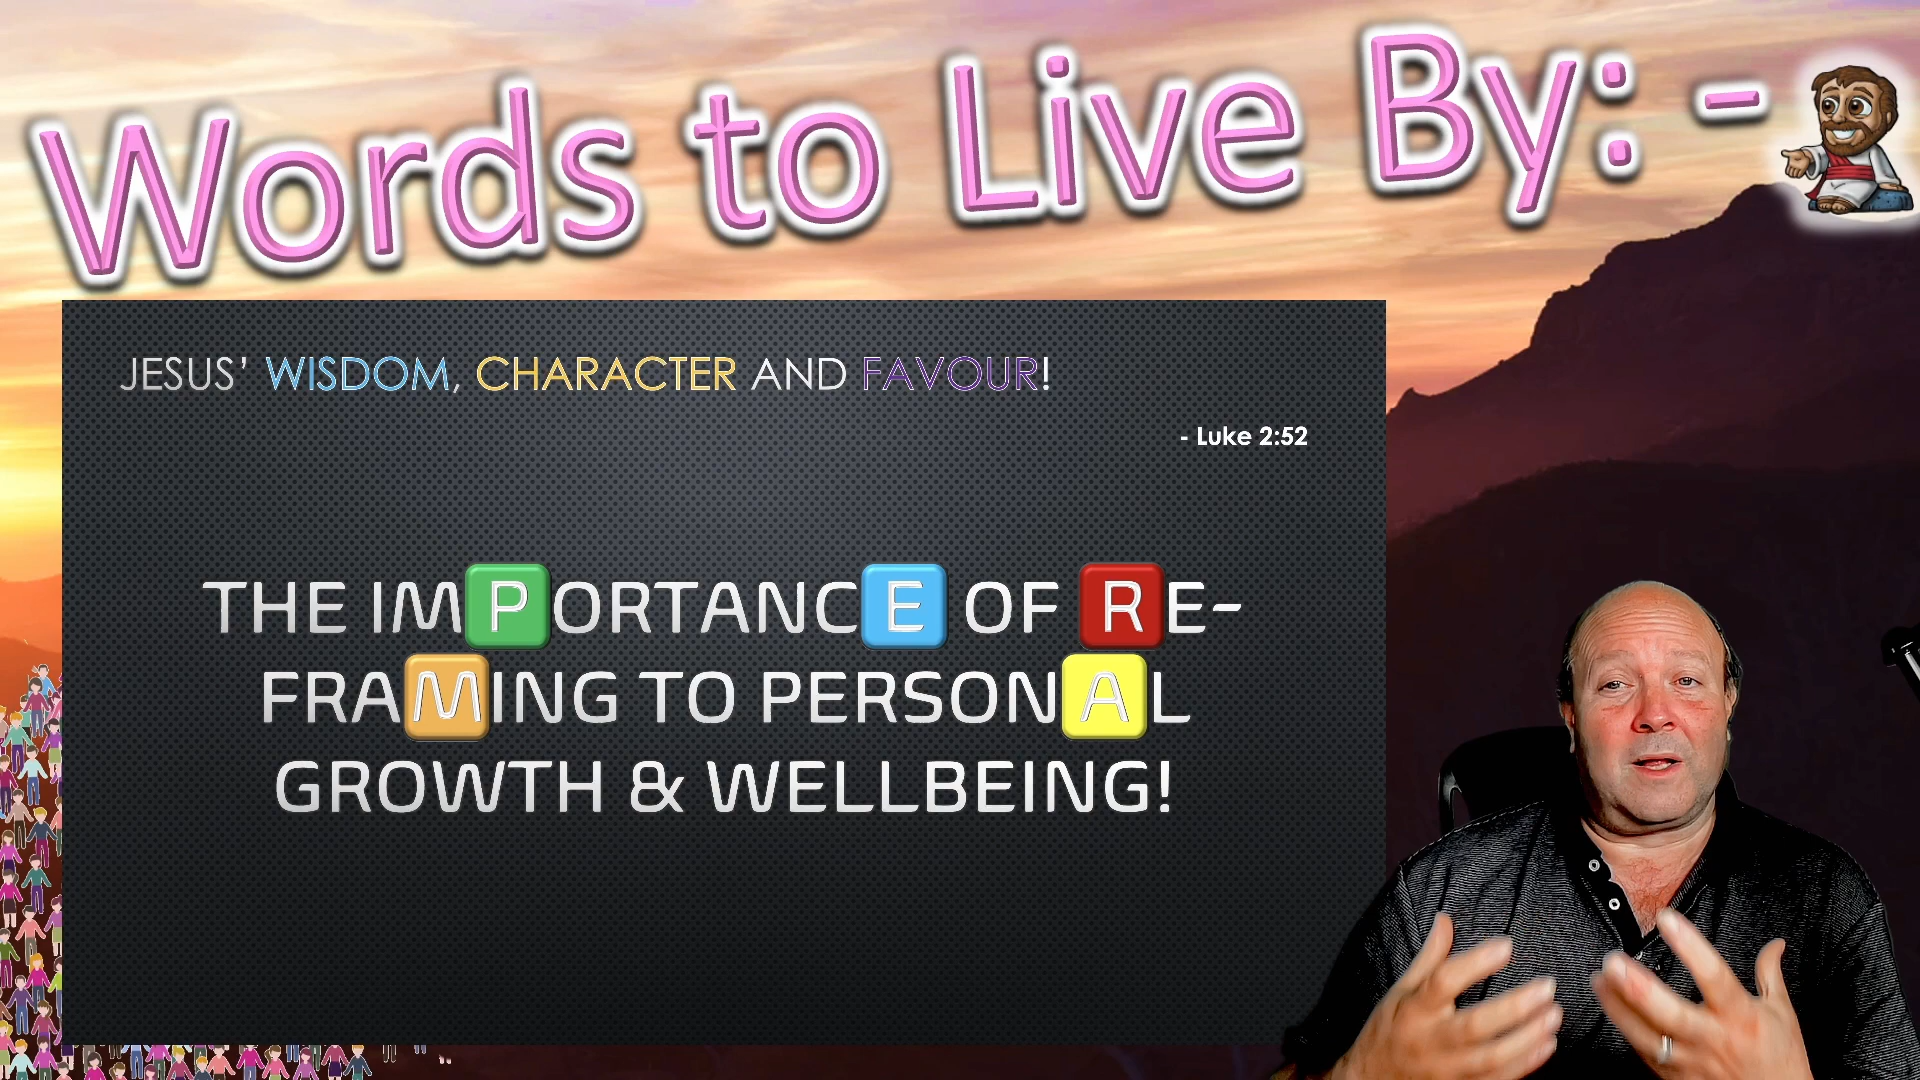 Words to Live By: -
JESUS’ WISDOM, CHARACTER AND FAVOUR!
- Luke 2:52
THE IMPORTANCE OF RE-
FRAMING TO PERSONAL
GROWTH & WELLBEING!